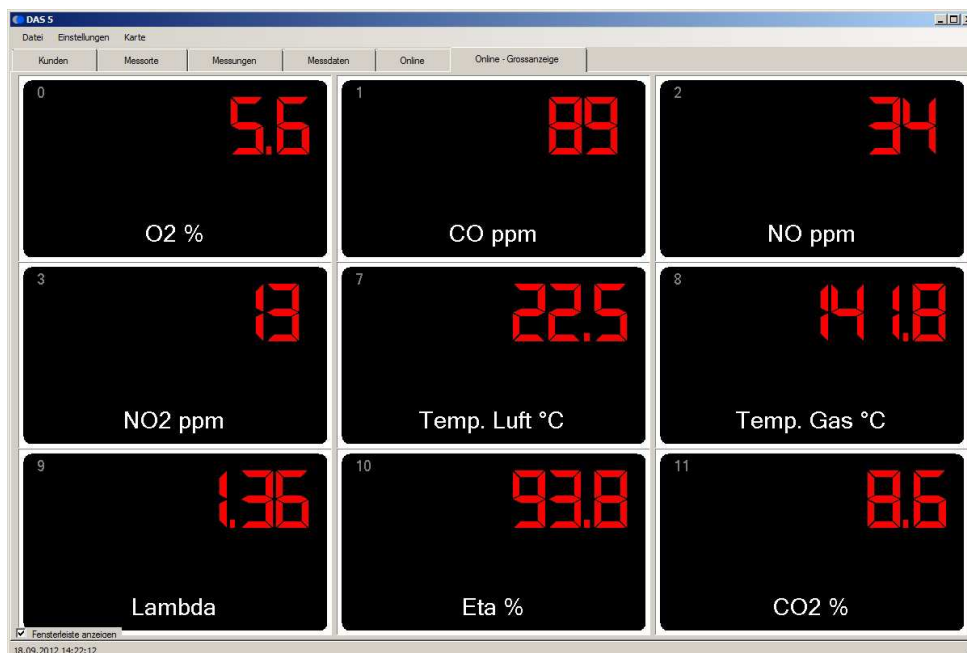 DAS 5
Datei Einstellungen Karte
Kunden Messorte Messungen Messdaten Online Online - Grossanzeige
0
5.6
O2 %
1
89
CO ppm
2
34
NO ppm
3
13
NO2 ppm
7
22.5
Temp. Luft °C
8
141.8
Temp. Gas °C
9
1.36
Lambda
10
93.8
Eta %
11
8.6
CO2 %
Fensterleiste anzeigen
18.09.2012 14:22:12